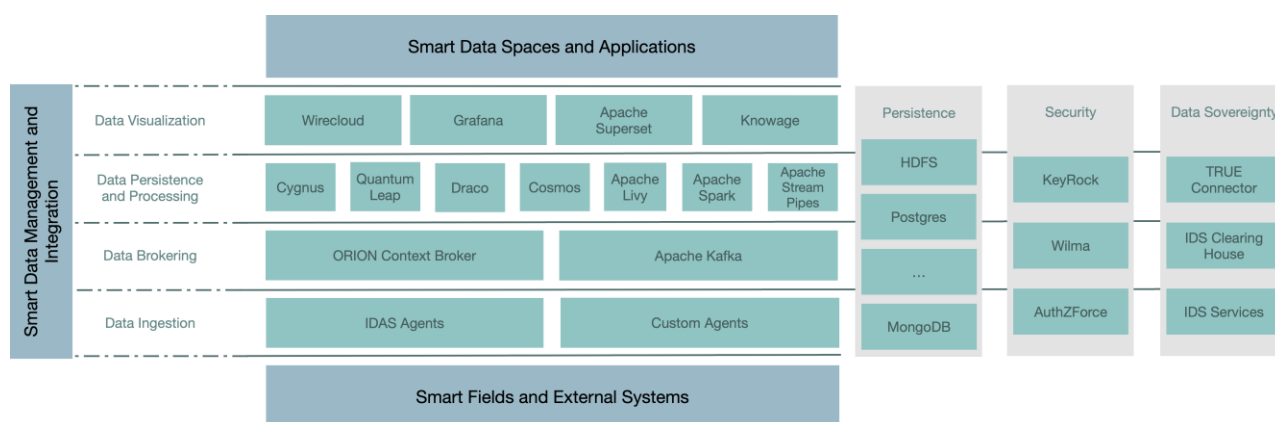 Smart Data Spaces and Applications
Smart Data Management and
Integration
Data Visualization
Wirecloud
Grafana
Apache
Superset
Knowage
Data Persistence
and Processing
Cygnus
Quantum
Leap
Draco
Cosmos
Apache
Livy
Apache
Spark
Apache
Stream
Pipes
Data Brokering
ORION Context Broker
Apache Kafka
Data Ingestion
IDAS Agents
Custom Agents
Smart Fields and External Systems
Persistence
HDFS
Postgres
...
MongoDB
Security
KeyRock
Wilma
AuthZForce
Data Sovereignty
TRUE
Connector
IDS Clearing
House
IDS Services